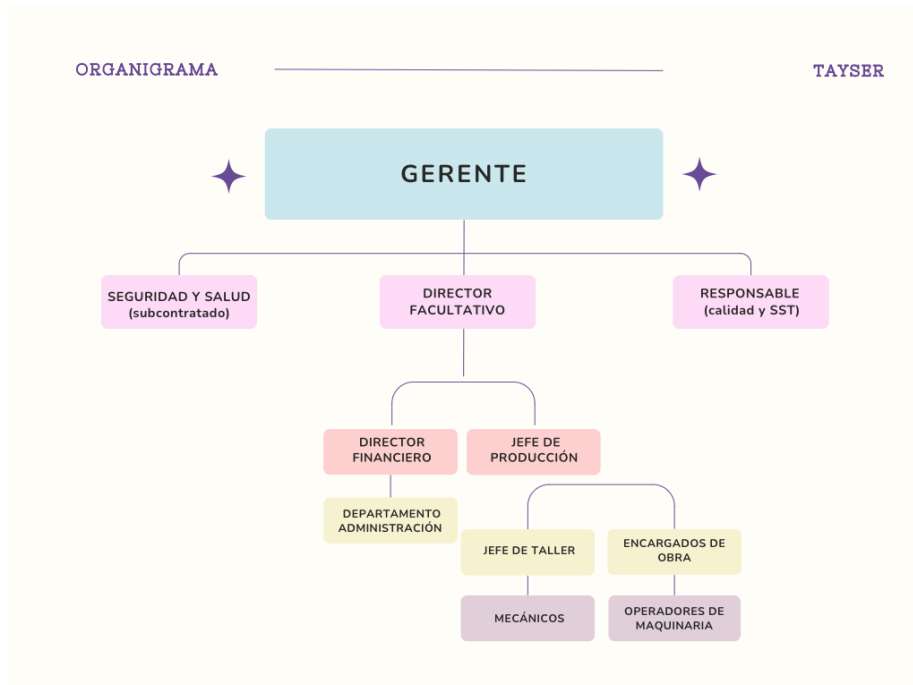 ORGANIGRAMA
TAYSER
GERENTE
SEGURIDAD Y SALUD
(subcontratado)
DIRECTOR
FACULTATIVO
RESPONSABLE
(calidad y SST)
DIRECTOR
FINANCIERO
JEFE DE
PRODUCCIÓN
DEPARTAMENTO
ADMINISTRACIÓN
JEFE DE TALLER
ENCARGADOS DE
OBRA
MECÁNICOS
OPERADORES DE
MAQUINARIA